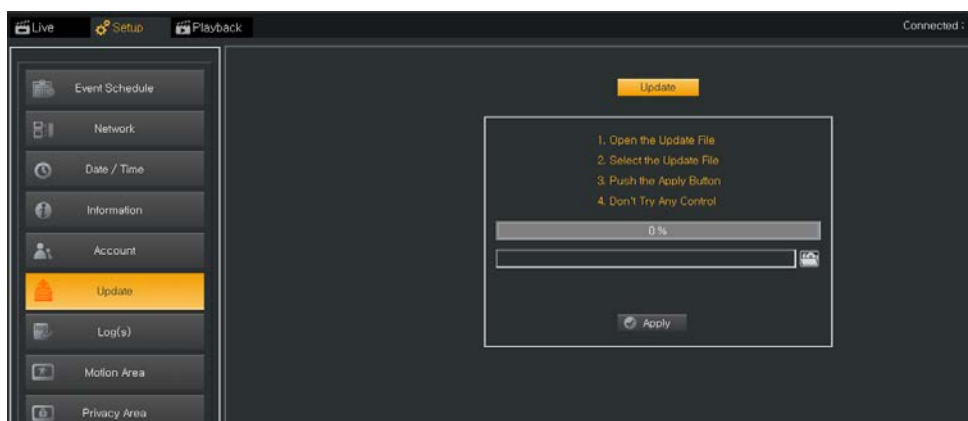 Live Setup Playback Connected :
Event Schedule
Network
Date / Time
Information
Account
Update
Log(s)
Motion Area
Privacy Area
Update
1. Open the Update File
2. Select the Update File
3. Push the Apply Button
4. Don't Try Any Control
0 %
Apply